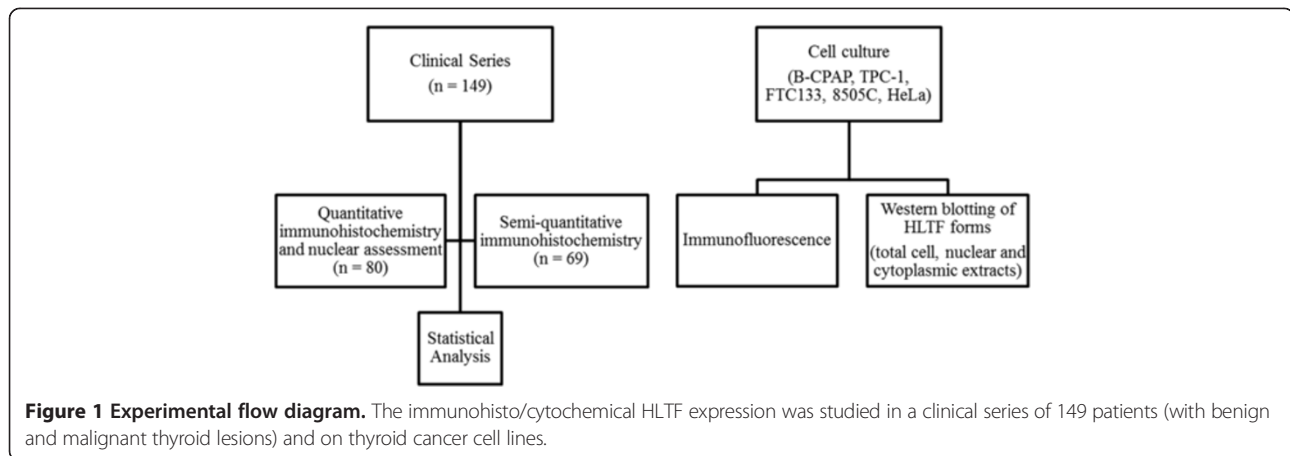 Clinical Series
(n = 149)
Cell culture
(B-CPAP, TPC-1,
FTC133, 8505C, HeLa)
Quantitative
immunohistochemistry
and nuclear assessment
(n = 80)
Semi-quantitative
immunohistochemistry
(n = 69)
Immunofluorescence
Western blotting of
HLTF forms
(total cell, nuclear and
cytoplasmic extracts)
Statistical
Analysis
Figure 1 Experimental flow diagram. The immunohisto/cytochemical HLTF expression was studied in a clinical series of 149 patients (with benign
and malignant thyroid lesions) and on thyroid cancer cell lines.